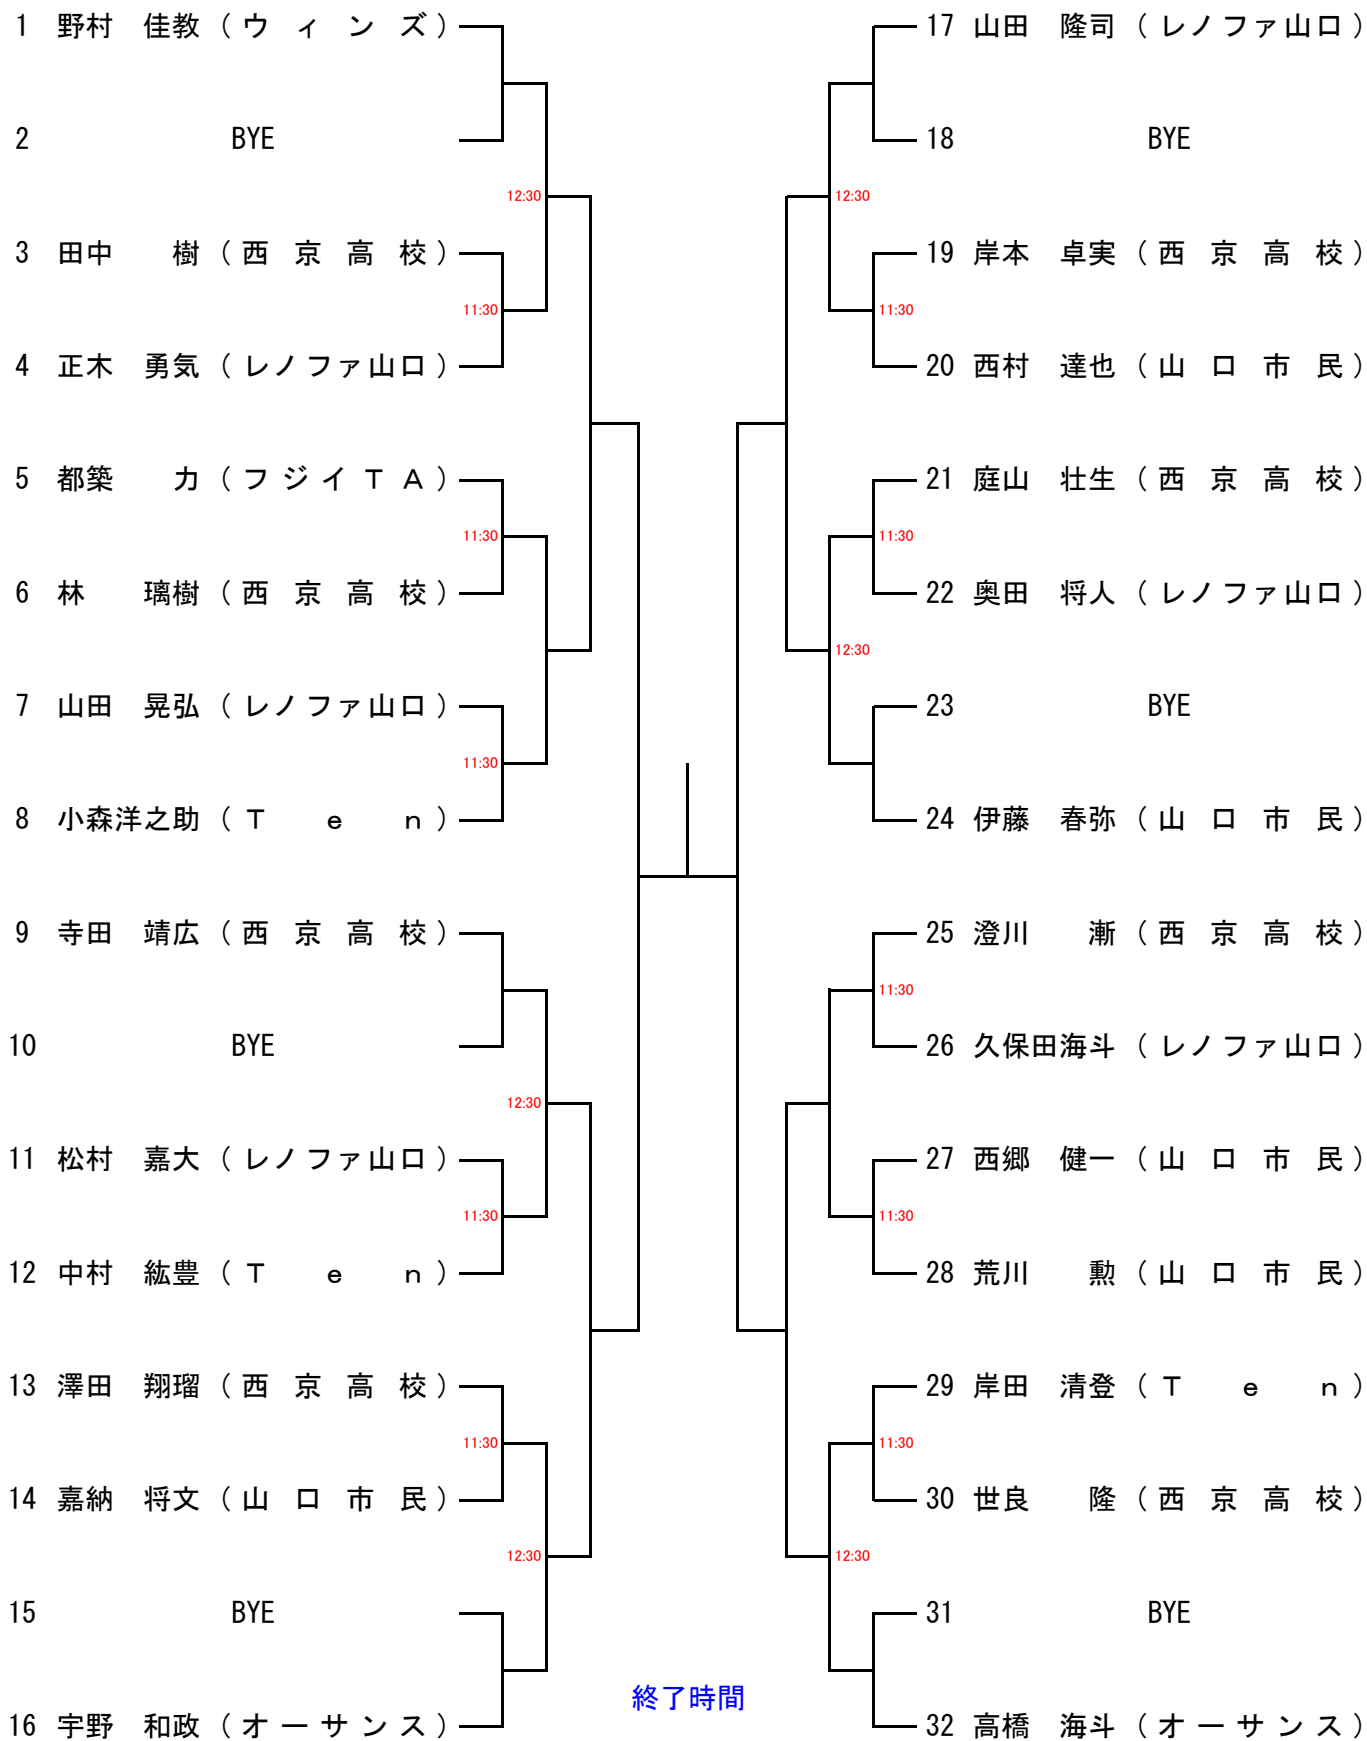 1 野村　佳教 （ウィンズ）
2 BYE
12:30
3 田中　　樹 （西京高校）
11:30
4 正木　勇気 （レノファ山口）
5 都築　　力 （フジイＴＡ）
11:30
6 林　　璃樹 （西京高校）
7 山田　晃弘 （レノファ山口）
11:30
8 小森洋之助 （Ｔｅｎ）
9 寺田　靖広 （西京高校）
10 BYE
12:30
11 松村　嘉大 （レノファ山口）
11:30
12 中村　紘豊 （Ｔｅｎ）
13 澤田　翔瑠 （西京高校）
11:30
14 嘉納　将文 （山口市民）
12:30
15 BYE
16 宇野　和政 （オーサンス）
17 山田　隆司 （レノファ山口）
18 BYE
12:30
19 岸本　卓実 （西京高校）
11:30
20 西村　達也 （山口市民）
21 庭山　壮生 （西京高校）
11:30
22 奥田　将人 （レノファ山口）
12:30
23 BYE
24 伊藤　春弥 （山口市民）
25 澄川　　漸 （西京高校）
11:30
26 久保田海斗 （レノファ山口）
27 西郷　健一 （山口市民）
11:30
28 荒川　　勲 （山口市民）
29 岸田　清登 （Ｔｅｎ）
11:30
30 世良　　隆 （西京高校）
12:30
31 BYE
32 高橋　海斗 （オーサンス）
終了時間